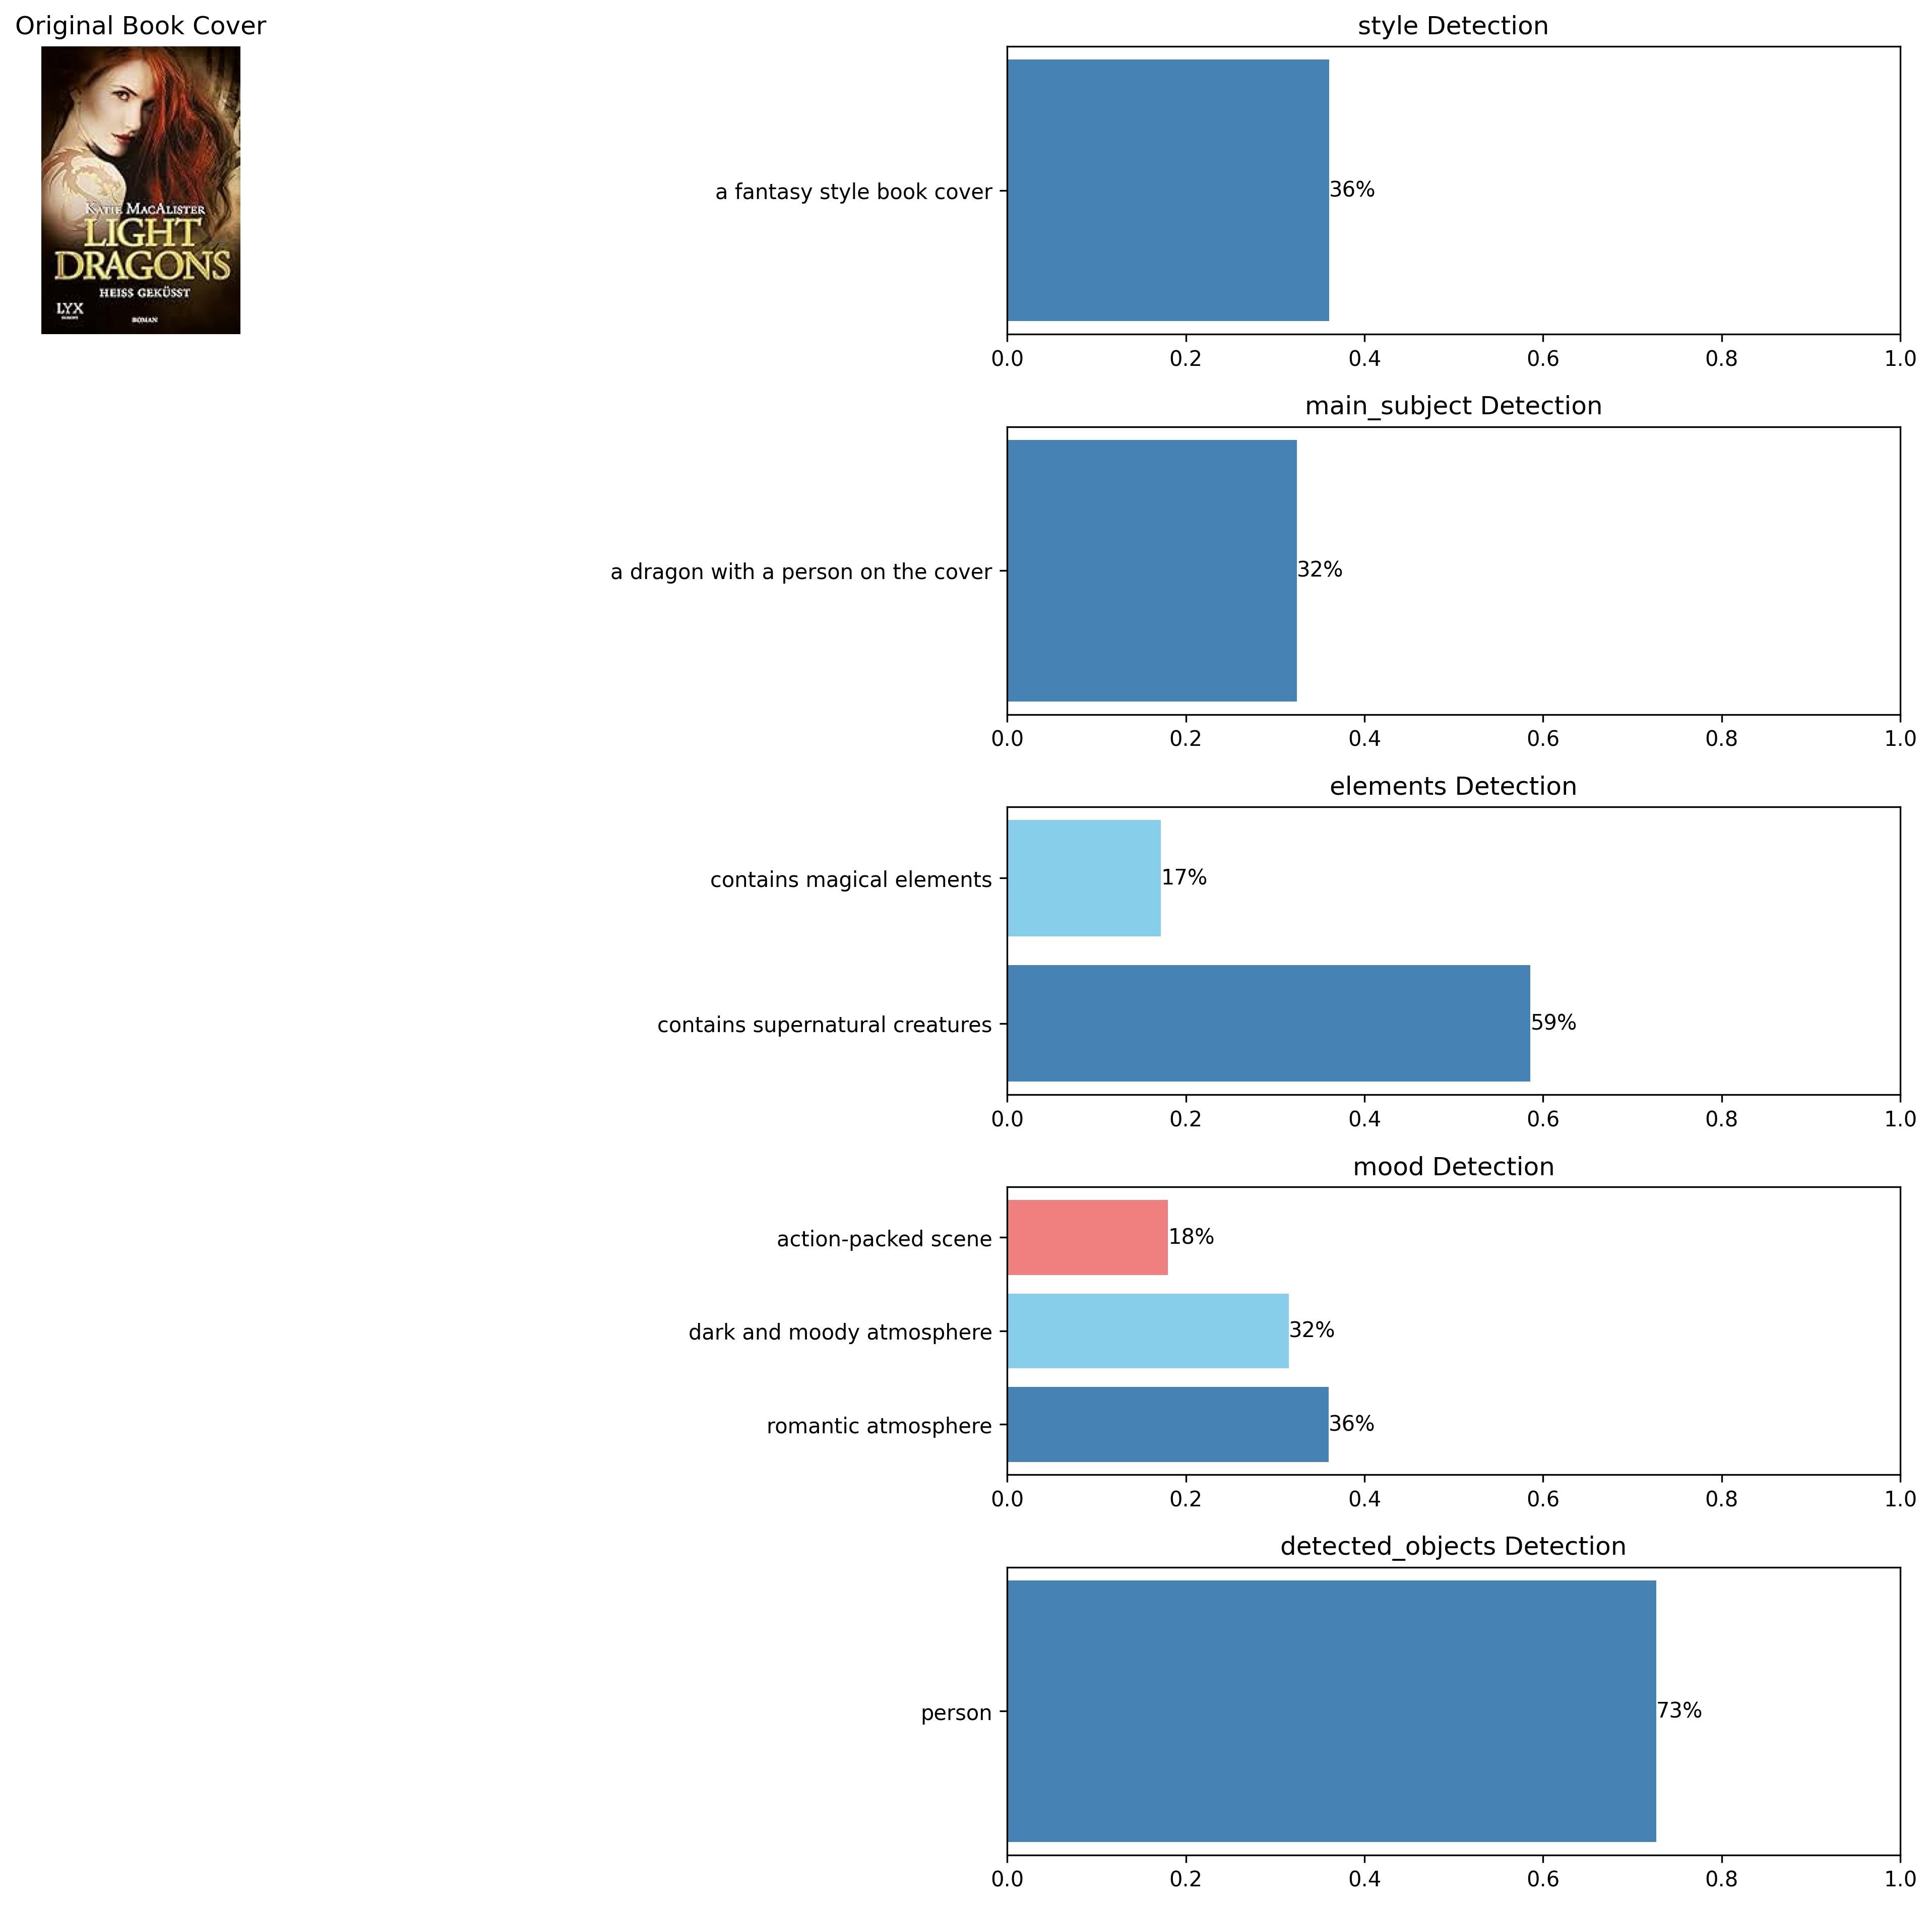 Original Book Cover
KATIE MACALISTER
LIGHT
DRAGONS
HEISS GEKÜSST
LYX
EGMONT
ROMAN
style Detection
a fantasy style book cover
36%
0.0 0.2 0.4 0.6 0.8 1.0
main_subject Detection
a dragon with a person on the cover
32%
0.0 0.2 0.4 0.6 0.8 1.0
elements Detection
contains magical elements
17%
contains supernatural creatures
59%
0.0 0.2 0.4 0.6 0.8 1.0
mood Detection
action-packed scene
18%
dark and moody atmosphere
32%
romantic atmosphere
36%
0.0 0.2 0.4 0.6 0.8 1.0
detected_objects Detection
person
73%
0.0 0.2 0.4 0.6 0.8 1.0